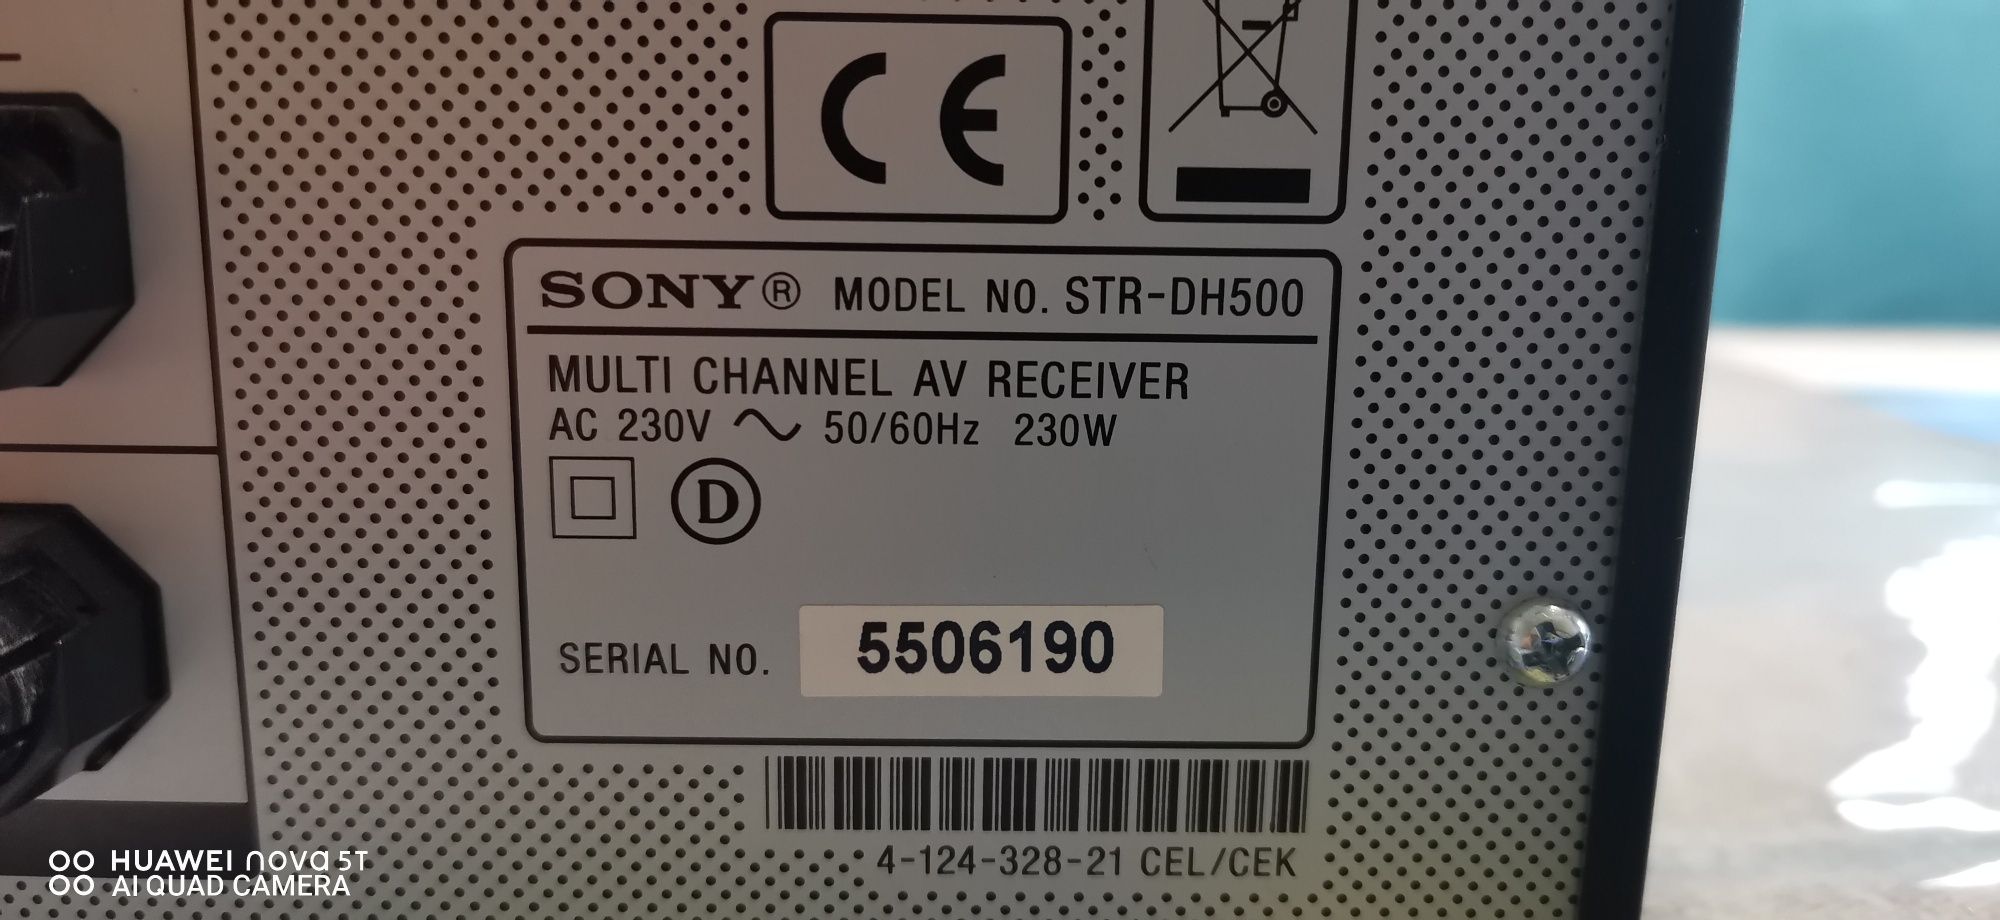 CE
SONY® MODEL NO. STR-DH500
MULTI CHANNEL AV RECEIVER
AC 230V ~ 50/60Hz 230W
D
SERIAL NO. 5506190
4-124-328-21 CEL/CEK
HUAWEI nova 5T
AI QUAD CAMERA